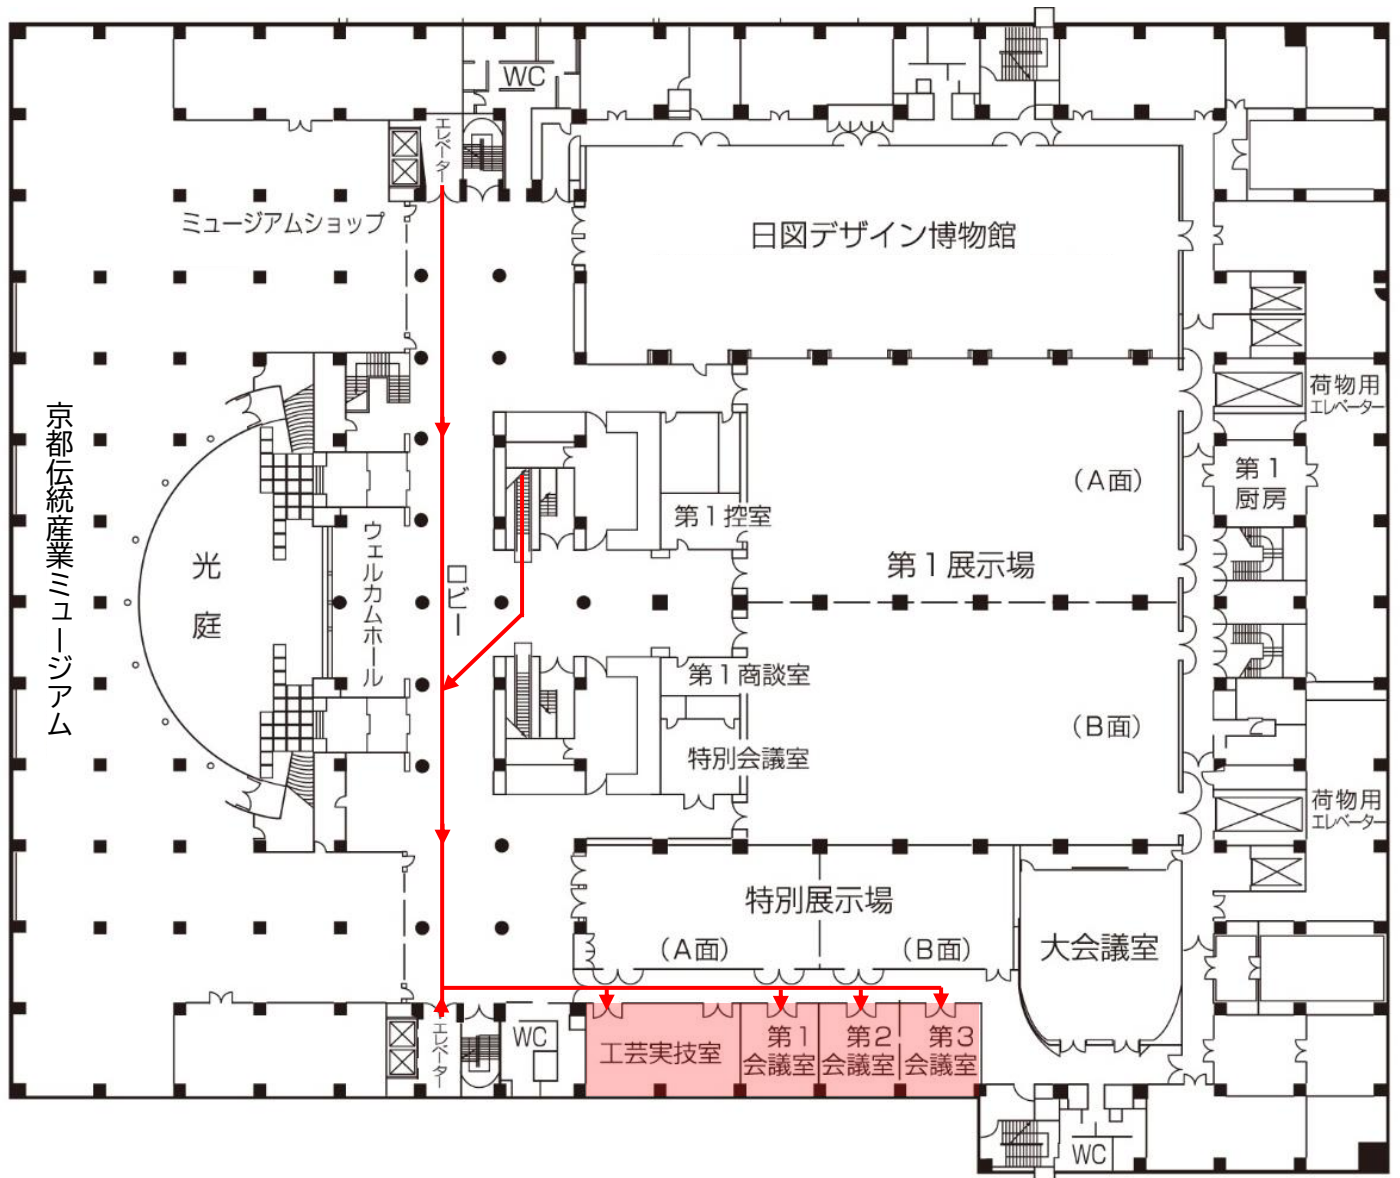 WC
エレベーター
ミュージアムショップ
日図デザイン博物館
荷物用
エレベーター
京都伝統産業ミュージアム
(A面)
第1
厨房
第1控室
光
庭
ウェルカムホール
ロビー
第1展示場
第1商談室
(B面)
特別会議室
荷物用
エレベーター
特別展示場
(A面)
(B面)
大会議室
エレベーター
WC
工芸実技室
第1
会議室
第2
会議室
第3
会議室
WC